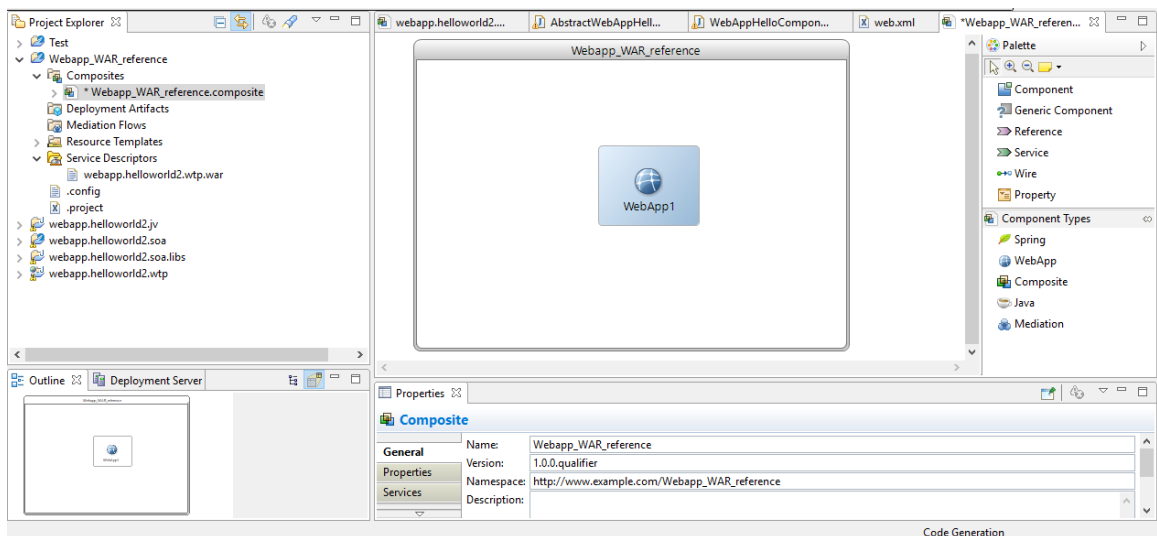 Project Explorer
Test
Webapp_WAR_reference
Composites
* Webapp_WAR_reference.composite
Deployment Artifacts
Mediation Flows
Resource Templates
Service Descriptors
webapp.helloworld2.wtp.war
.config
.project
webapp.helloworld2.jv
webapp.helloworld2.soa
webapp.helloworld2.soa.libs
webapp.helloworld2.wtp
webapp.helloworld2....
AbstractWebAppHell...
WebAppHelloCompon...
web.xml
*Webapp_WAR_referen...
Webapp_WAR_reference
WebApp1
Palette
Component
Generic Component
Reference
Service
Wire
Property
Component Types
Spring
WebApp
Composite
Java
Mediation
Outline
Deployment Server
Webapp_WAR_reference
WebApp1
Properties
Composite
General
Properties
Services
Name: Webapp_WAR_reference
Version: 1.0.0.qualifier
Namespace: http://www.example.com/Webapp_WAR_reference
Description:
Code Generation